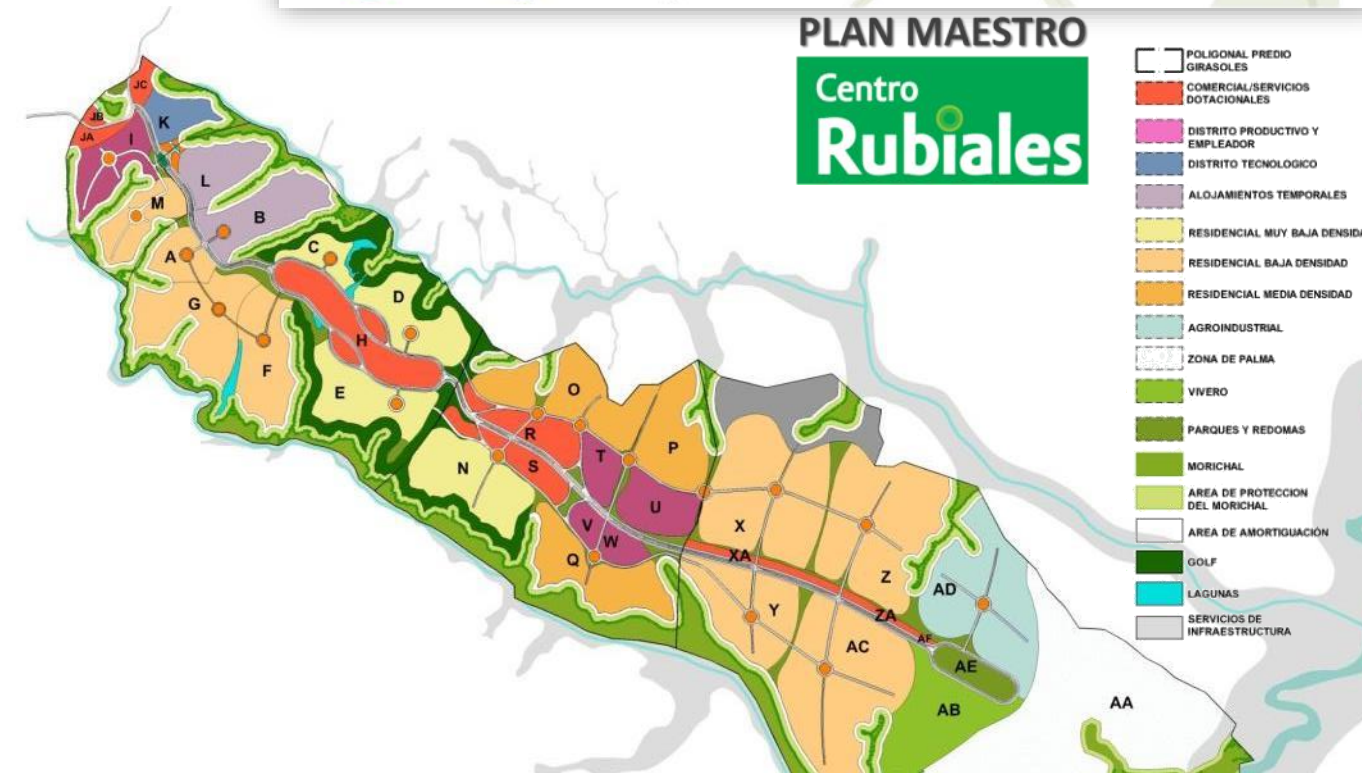 PLAN MAESTRO
Centro
Rubiales
POLIGONAL PREDIO
GIRASOLES
COMERCIAL/SERVICIOS
DOTACIONALES
DISTRITO PRODUCTIVO Y
EMPLEADOR
DISTRITO TECNOLOGICO
ALOJAMIENTOS TEMPORALES
RESIDENCIAL MUY BAJA DENSIDA
RESIDENCIAL BAJA DENSIDAD
RESIDENCIAL MEDIA DENSIDAD
AGROINDUSTRIAL
ZONA DE PALMA
VIVERO
PARQUES Y REDOMAS
MORICHAL
AREA DE PROTECCION
DEL MORICHAL
AREA DE AMORTIGUACIÓN
GOLF
LAGUNAS
SERVICIOS DE
INFRAESTRUCTURA
JC
JB
JA
I
K
L
M
B
A
C
G
D
H
F
E
O
R
P
T
N
S
U
V
W
X
Q
XA
Z
AD
Y
ZA
AC
AF
AE
AB
AA